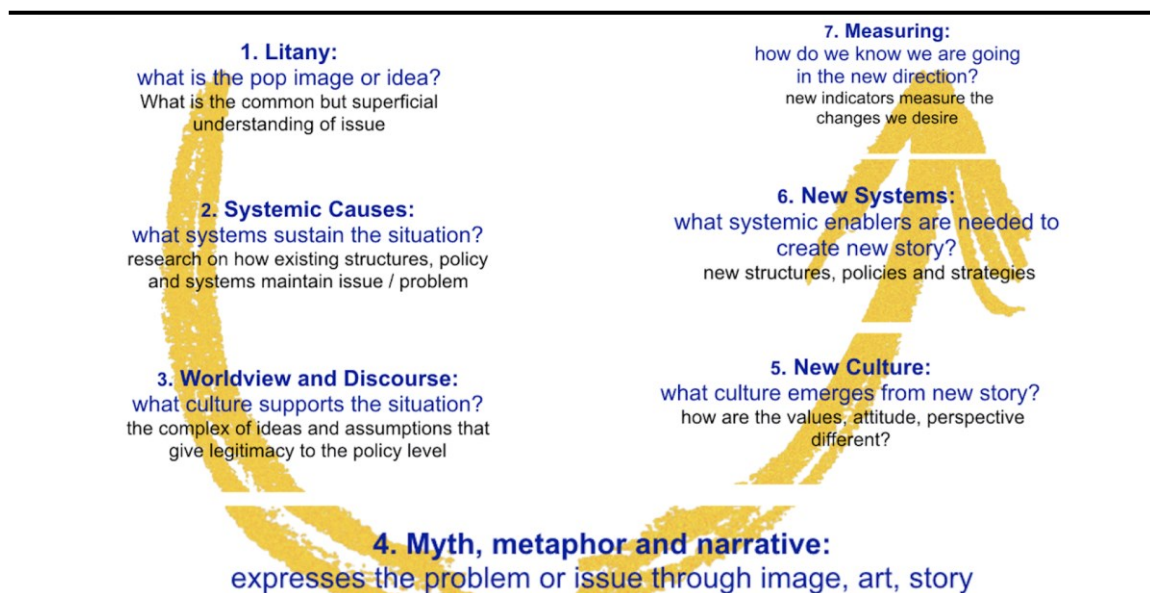 1. Litany:
what is the pop image or idea?
What is the common but superficial
understanding of issue
2. Systemic Causes:
what systems sustain the situation?
research on how existing structures, policy
and systems maintain issue / problem
3. Worldview and Discourse:
what culture supports the situation?
the complex of ideas and assumptions that
give legitimacy to the policy level
4. Myth, metaphor and narrative:
expresses the problem or issue through image, art, story
5. New Culture:
what culture emerges from new story?
how are the values, attitude, perspective
different?
6. New Systems:
what systemic enablers are needed to
create new story?
new structures, policies and strategies
7. Measuring:
how do we know we are going
in the new direction?
new indicators measure the
changes we desire